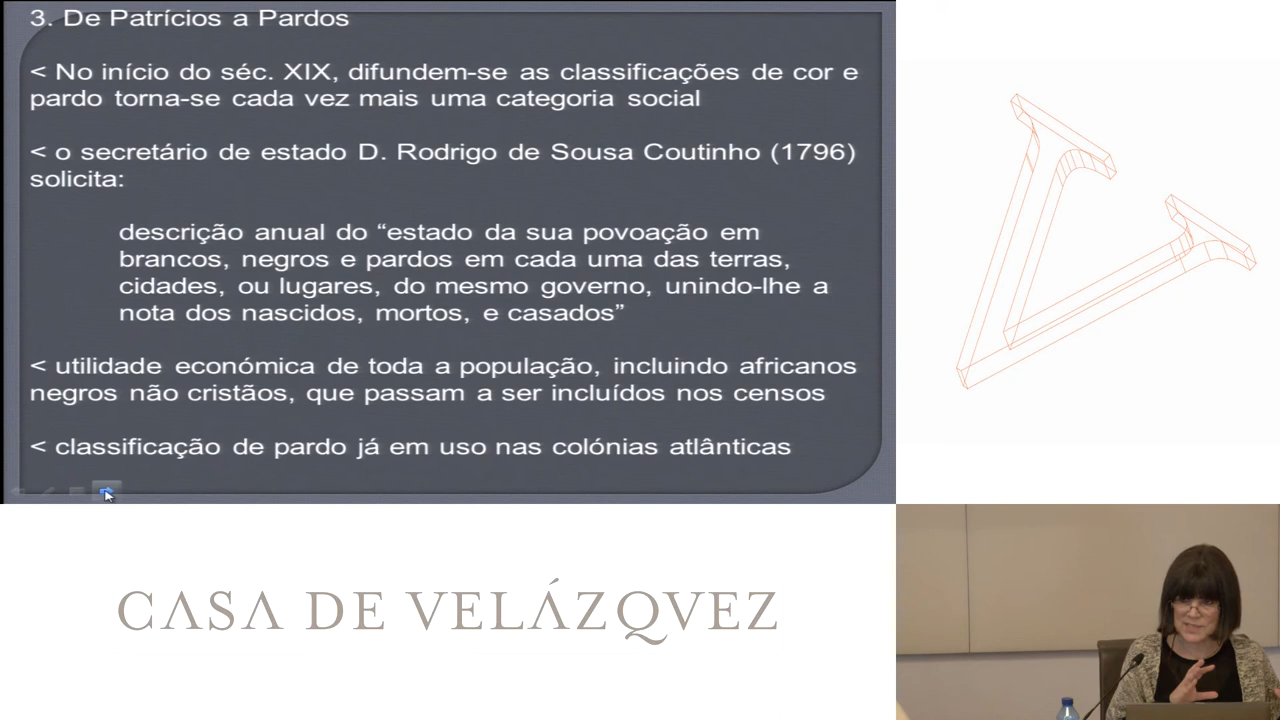 3. De Patrícios a Pardos
< No início do séc. XIX, difundem-se as classificações de cor e
pardo torna-se cada vez mais uma categoria social
< o secretário de estado D. Rodrigo de Sousa Coutinho (1796)
solicita:
descrição anual do “estado da sua povoação em
brancos, negros e pardos em cada uma das terras,
cidades, ou lugares, do mesmo governo, unindo-lhe a
nota dos nascidos, mortos, e casados”
< utilidade económica de toda a população, incluindo africanos
negros não cristãos, que passam a ser incluídos nos censos
< classificação de pardo já em uso nas colónias atlânticas
CASA DE VELÁZQVEZ